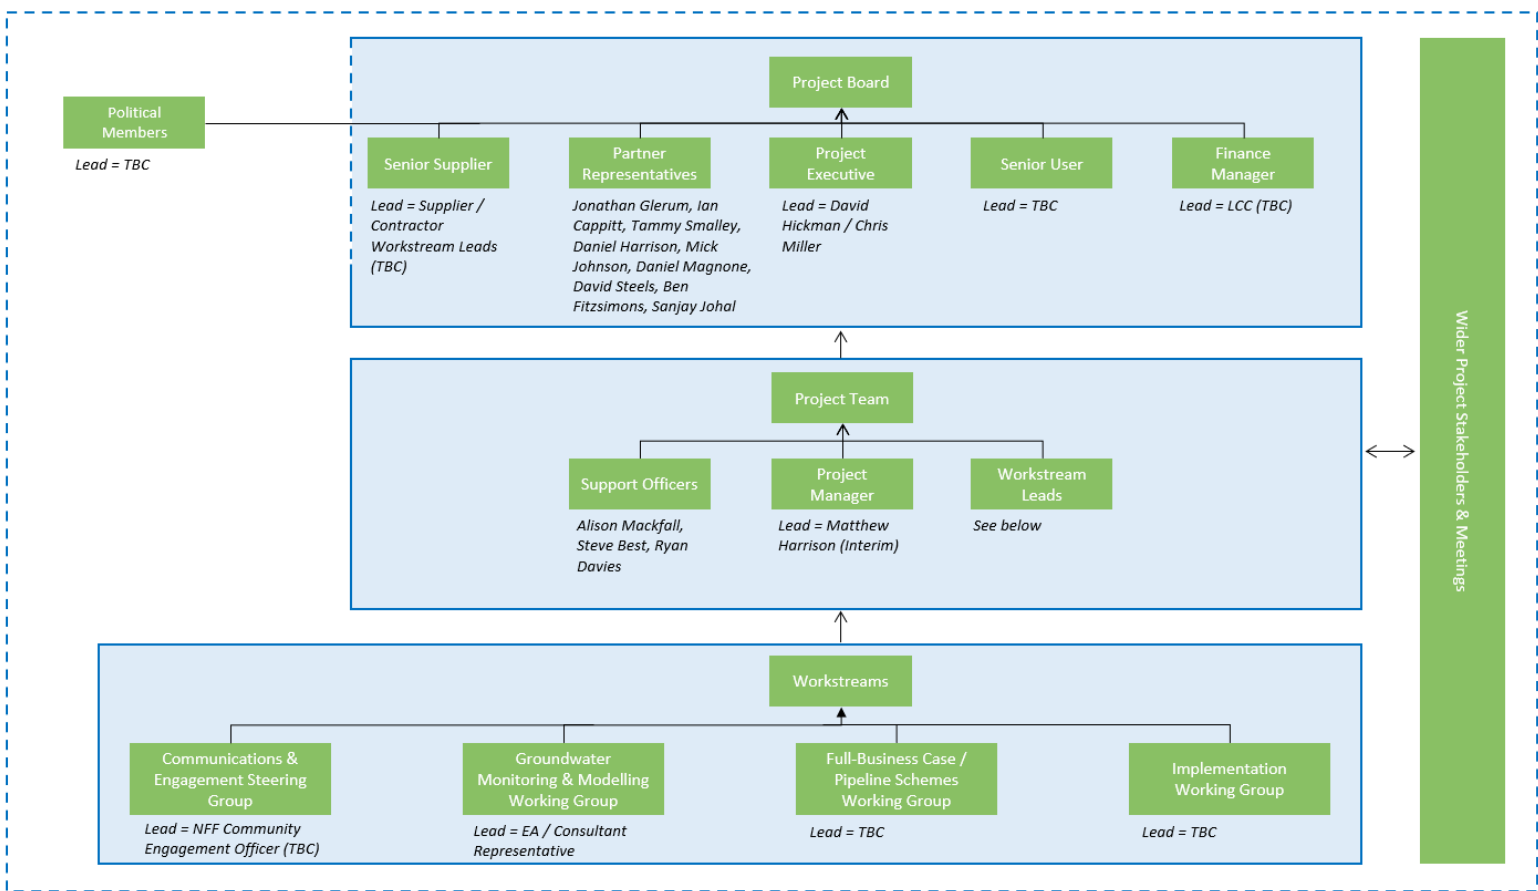 Project Board
Political
Members
Lead = TBC
Senior Supplier
Lead = Supplier /
Contractor
Workstream Leads
(TBC)
Partner
Representatives
Jonathan Glerum, Ian
Cappitt, Tammy Smalley,
Daniel Harrison, Mick
Johnson, Daniel Magnone,
David Steels, Ben
Fitzsimons, Sanjay Johal
Project
Executive
Lead = David
Hickman / Chris
Miller
Senior User
Lead = TBC
Finance
Manager
Lead = LCC (TBC)
Project Team
Support Officers
Alison Mackfall,
Steve Best, Ryan
Davies
Project
Manager
Lead = Matthew
Harrison (Interim)
Workstream
Leads
See below
Workstreams
Communications &
Engagement Steering
Group
Lead = NFF Community
Engagement Officer (TBC)
Groundwater
Monitoring & Modelling
Working Group
Lead = EA / Consultant
Representative
Full-Business Case /
Pipeline Schemes
Working Group
Lead = TBC
Implementation
Working Group
Lead = TBC
Wider Project Stakeholders & Meetings